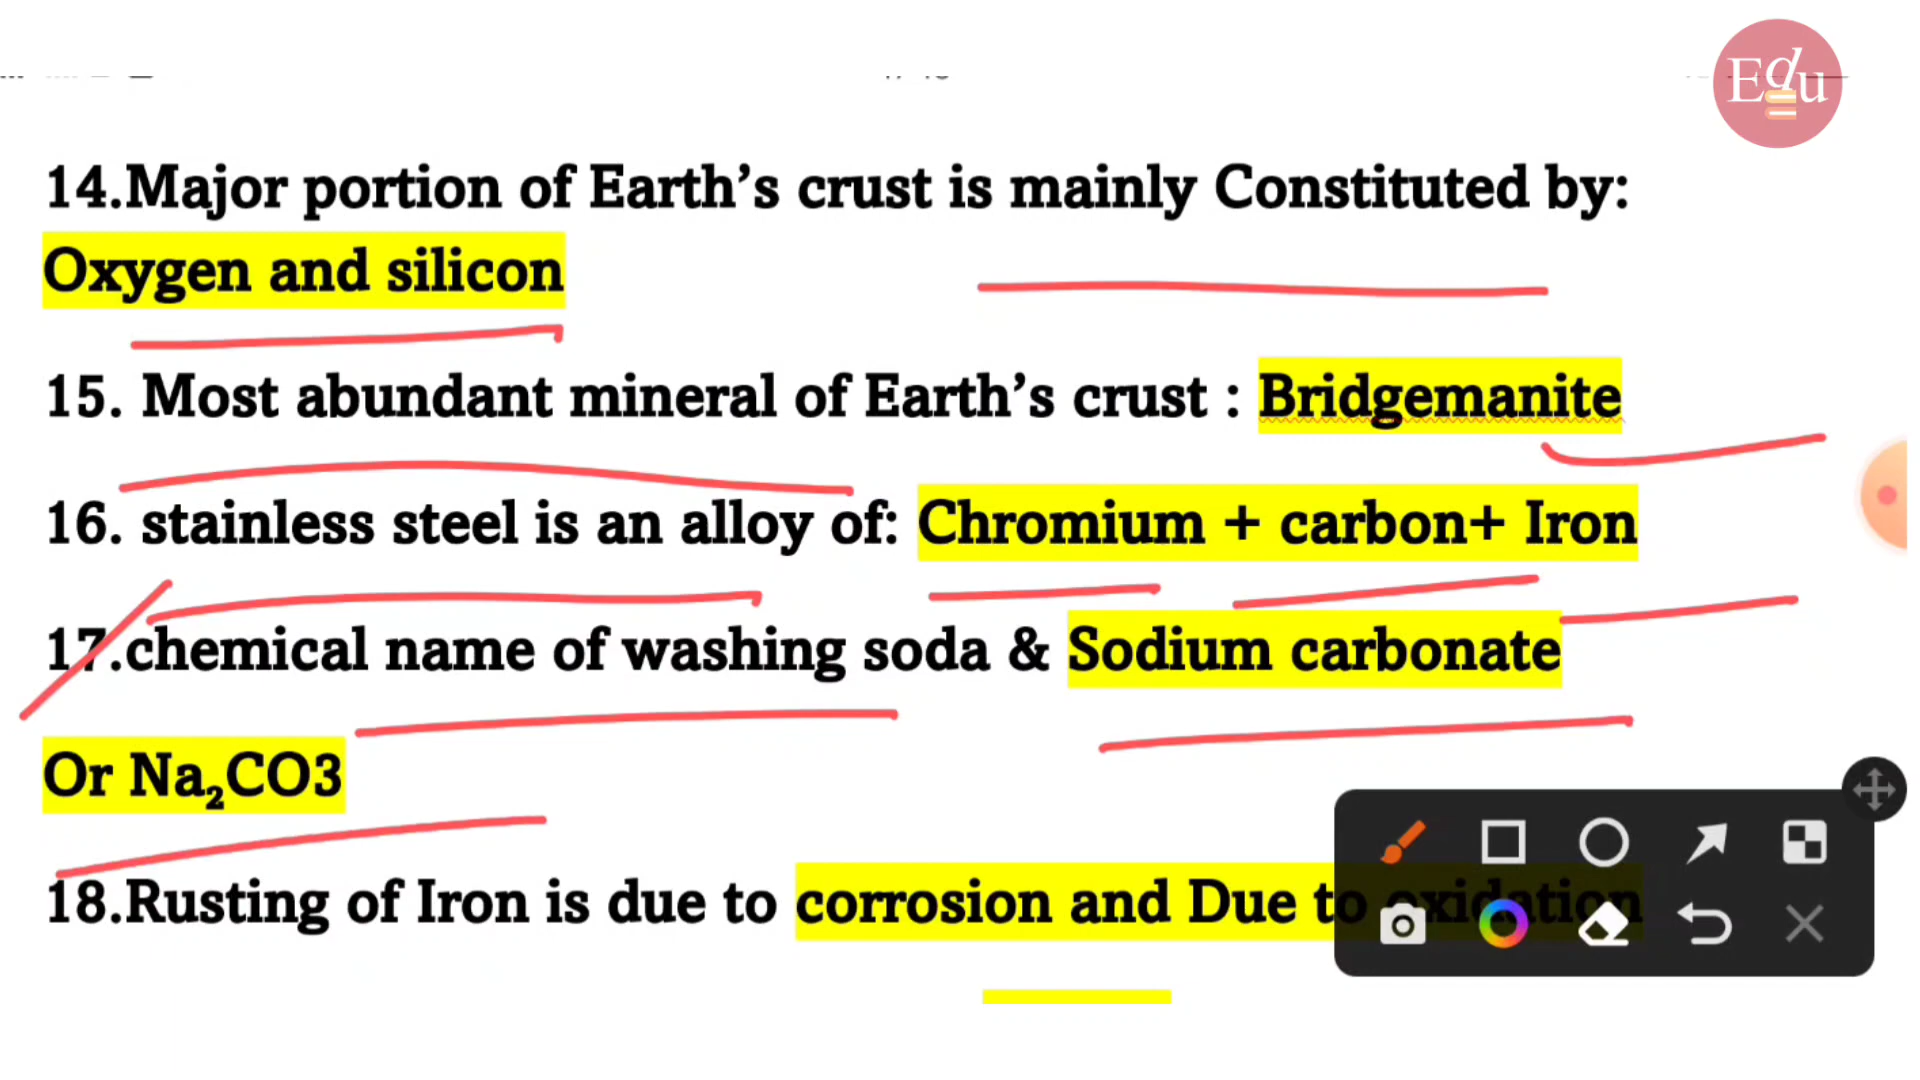 Edu
14.Major portion of Earth’s crust is mainly Constituted by:
Oxygen and silicon
15. Most abundant mineral of Earth’s crust : Bridgemanite
16. stainless steel is an alloy of: Chromium + carbon+ Iron
17.chemical name of washing soda & Sodium carbonate
Or Na₂CO3
18.Rusting of Iron is due to corrosion and Due to oxidation